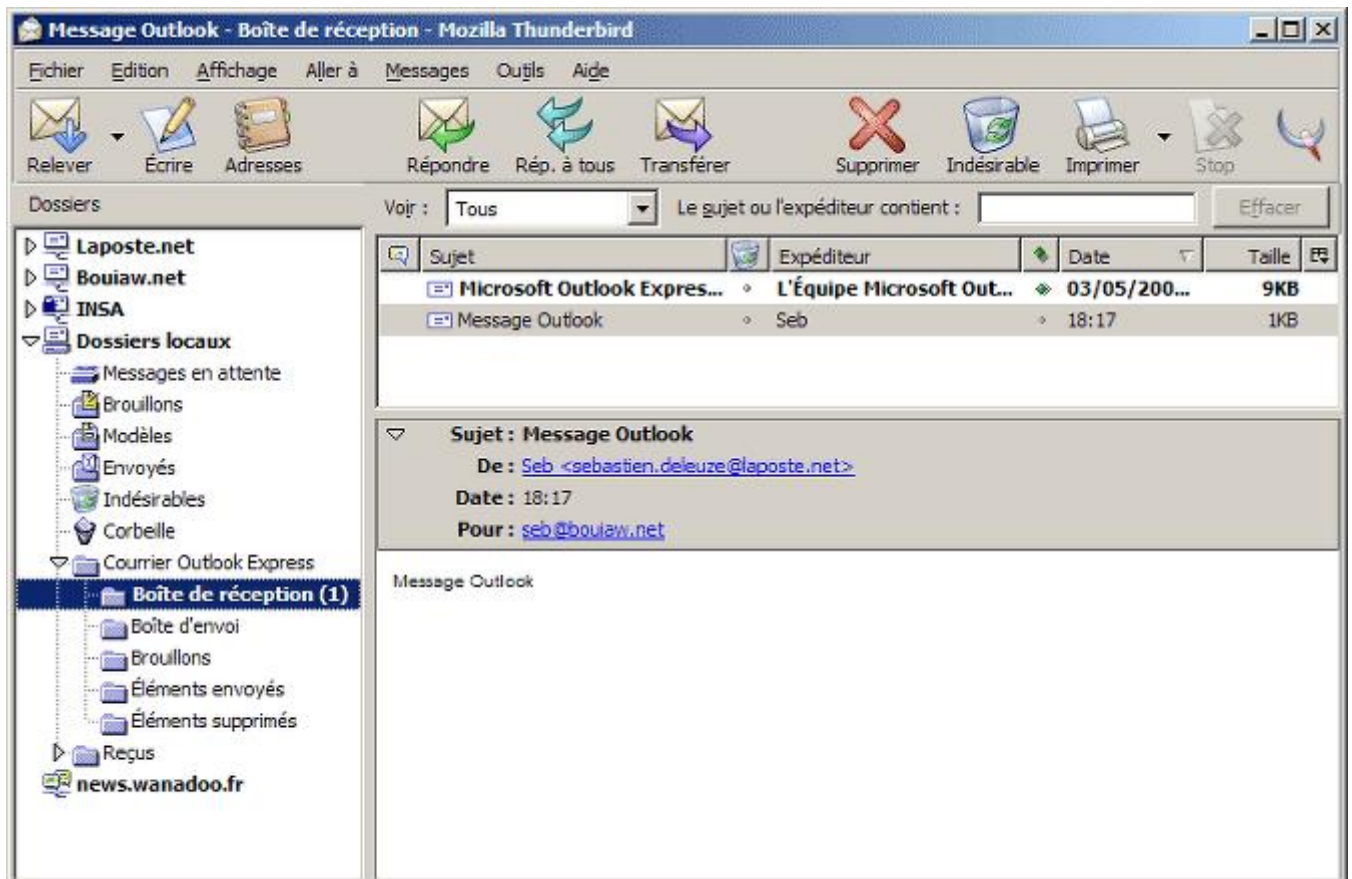 Message Outlook - Boîte de réception - Mozilla Thunderbird
Fichier Edition Affichage Aller à Messages Outils Aide
Relever Écrire Adresses Répondre Rép. à tous Transférer Supprimer Indésirable Imprimer Stop
Dossiers
Voir : Tous Le sujet ou l'expéditeur contient : Effacer
Laposte.net
Bouiaw.net
INSA
Dossiers locaux
Messages en attente
Brouillons
Modèles
Envoyés
Indésirables
Corbeille
Courrier Outlook Express
Boîte de réception (1)
Boîte d'envoi
Brouillons
Éléments envoyés
Éléments supprimés
Reçus
news.wanadoo.fr
Sujet Expéditeur Date Taille
Microsoft Outlook Expres... L'Équipe Microsoft Out... 03/05/200... 9KB
Message Outlook Seb 18:17 1KB
Sujet : Message Outlook
De : Seb <sebastien.deleuze@laposte.net>
Date : 18:17
Pour : seb@bouiaw.net
Message Outlook